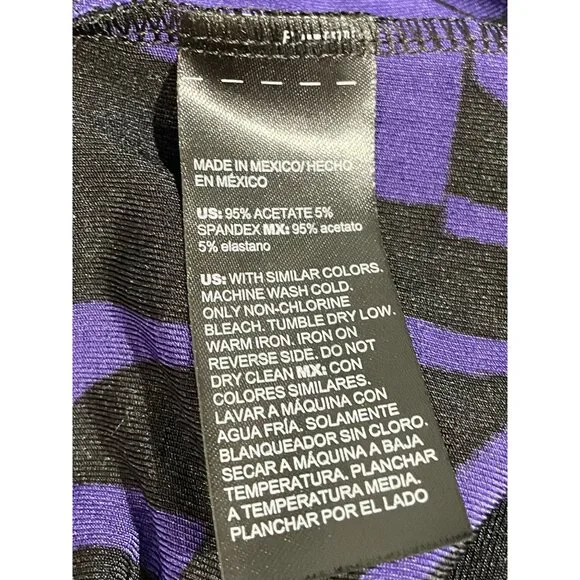 MADE IN MEXICO/HECHO
EN MÉXICO
US: 95% ACETATE 5%
SPANDEX MX: 95% acetato
5% elastano
US: WITH SIMILAR COLORS.
MACHINE WASH COLD.
ONLY NON-CHLORINE
BLEACH. TUMBLE DRY LOW.
WARM IRON. IRON ON
REVERSE SIDE. DO NOT
DRY CLEAN MX: CON
COLORES SIMILARES.
LAVAR A MÁQUINA CON
AGUA FRÍA. SOLAMENTE
BLANQUEADOR SIN CLORO.
SECAR A MÁQUINA A BAJA
TEMPERATURA. PLANCHAR
A TEMPERATURA MEDIA.
PLANCHAR POR EL LADO